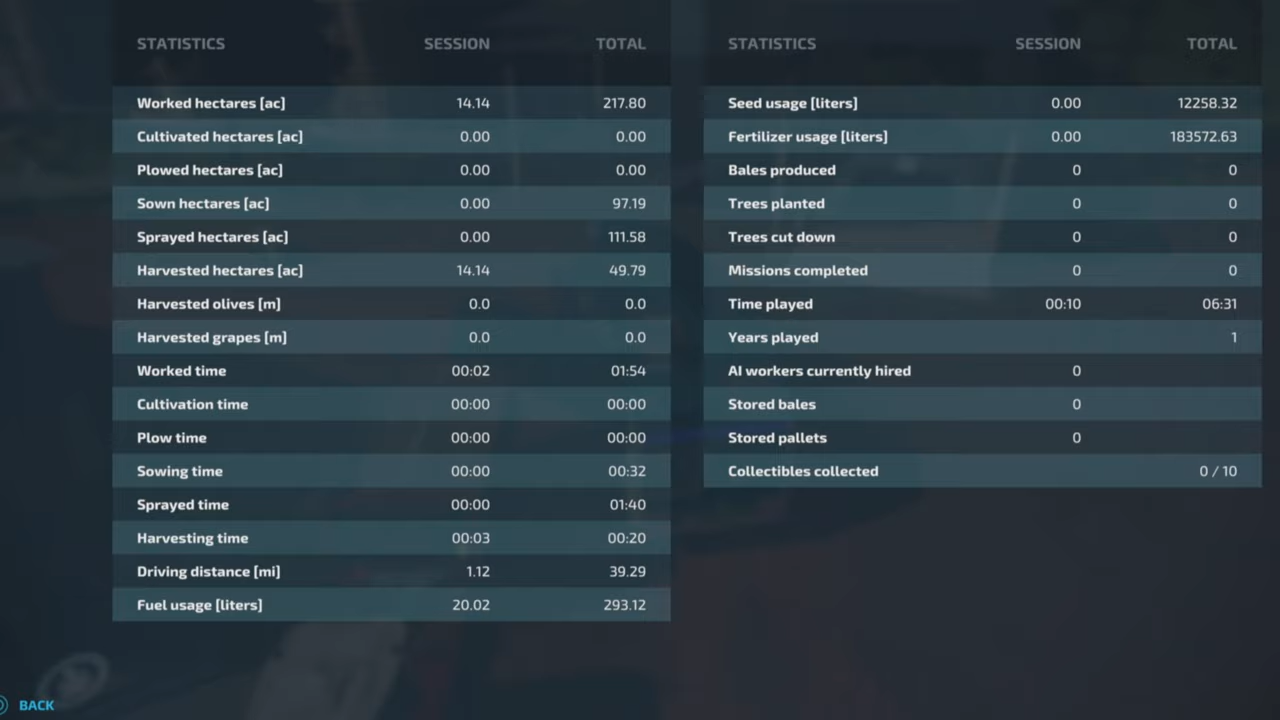 STATISTICS SESSION TOTAL
Worked hectares [ac] 14.14 217.80
Cultivated hectares [ac] 0.00 0.00
Plowed hectares [ac] 0.00 0.00
Sown hectares [ac] 0.00 97.19
Sprayed hectares [ac] 0.00 111.58
Harvested hectares [ac] 14.14 49.79
Harvested olives [m] 0.0 0.0
Harvested grapes [m] 0.0 0.0
Worked time 00:02 01:54
Cultivation time 00:00 00:00
Plow time 00:00 00:00
Sowing time 00:00 00:32
Sprayed time 00:00 01:40
Harvesting time 00:03 00:20
Driving distance [mi] 1.12 39.29
Fuel usage [liters] 20.02 293.12
STATISTICS SESSION TOTAL
Seed usage [liters] 0.00 12258.32
Fertilizer usage [liters] 0.00 183572.63
Bales produced 0 0
Trees planted 0 0
Trees cut down 0 0
Missions completed 0 0
Time played 00:10 06:31
Years played 1
AI workers currently hired 0
Stored bales 0
Stored pallets 0
Collectibles collected 0 / 10
BACK